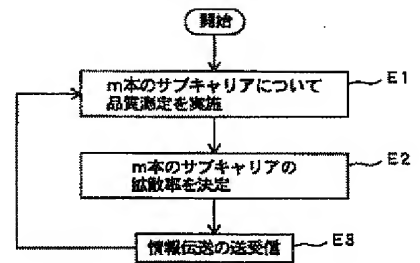 開始
m本のサブキャリアについて
品質測定を実施
E1
m本のサブキャリアの
拡散率を決定
E2
情報伝送の送受信
E3